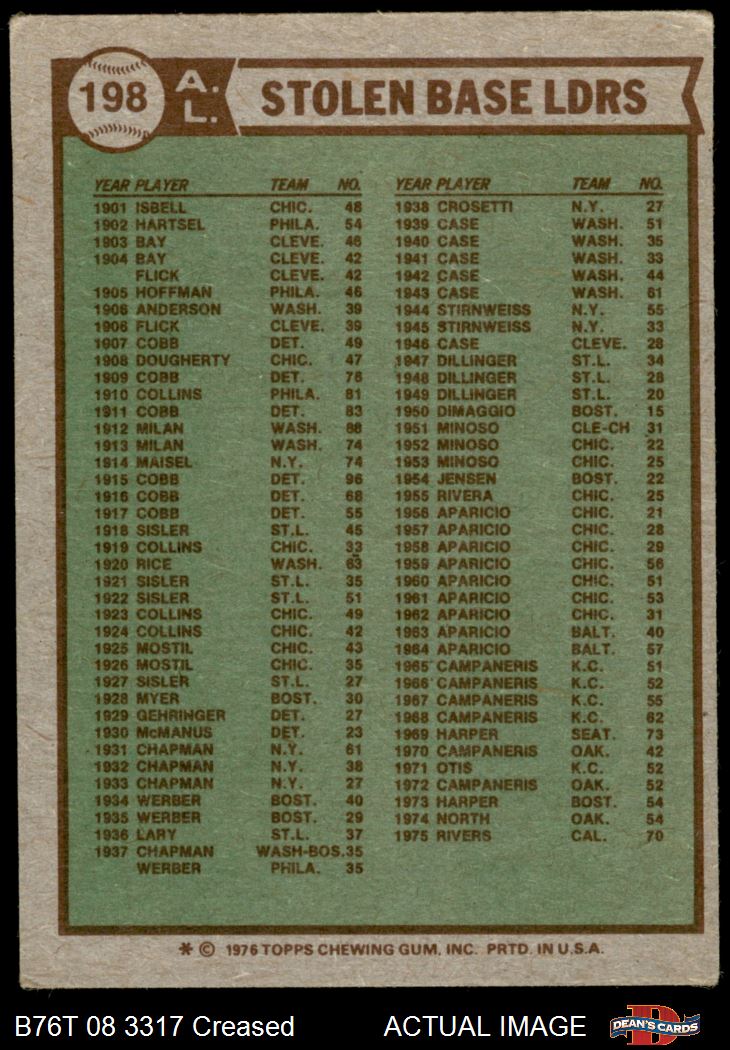 198 A. L. STOLEN BASE LDRS
YEAR PLAYER TEAM NO.
1901 ISBELL CHIC. 48
1902 HARTSEL PHILA. 54
1903 BAY CLEVE. 46
1904 BAY CLEVE. 42
FLICK CLEVE. 42
1905 HOFFMAN PHILA. 46
1906 ANDERSON WASH. 39
1906 FLICK CLEVE. 39
1907 COBB DET. 49
1908 DOUGHERTY CHIC. 47
1909 COBB DET. 76
1910 COLLINS PHILA. 81
1911 COBB DET. 83
1912 MILAN WASH. 88
1913 MILAN WASH. 74
1914 MAISEL N.Y. 74
1915 COBB DET. 96
1916 COBB DET. 68
1917 COBB DET. 55
1918 SISLER ST.L. 45
1919 COLLINS CHIC. 33
1920 RICE WASH. 63
1921 SISLER ST.L. 35
1922 SISLER ST.L. 51
1923 COLLINS CHIC. 49
1924 COLLINS CHIC. 42
1925 MOSTIL CHIC. 43
1926 MOSTIL CHIC. 35
1927 SISLER ST.L. 27
1928 MYER BOST. 30
1929 GEHRINGER DET. 27
1930 McMANUS DET. 23
1931 CHAPMAN N.Y. 61
1932 CHAPMAN N.Y. 38
1933 CHAPMAN N.Y. 27
1934 WERBER BOST. 40
1935 WERBER BOST. 29
1936 LARY ST.L. 37
1937 CHAPMAN WASH-BOS. 35
WERBER PHILA. 35
YEAR PLAYER TEAM NO.
1938 CROSETTI N.Y. 27
1939 CASE WASH. 51
1940 CASE WASH. 35
1941 CASE WASH. 33
1942 CASE WASH. 44
1943 CASE WASH. 61
1944 STIRNWEISS N.Y. 55
1945 STIRNWEISS N.Y. 33
1946 CASE CLEVE. 28
1947 DILLINGER ST.L. 34
1948 DILLINGER ST.L. 28
1949 DILLINGER ST.L. 20
1950 DIMAGGIO BOST. 15
1951 MINOSO CLE-CH 31
1952 MINOSO CHIC. 22
1953 MINOSO CHIC. 25
1954 JENSEN BOST. 22
1955 RIVERA CHIC. 25
1956 APARICIO CHIC. 21
1957 APARICIO CHIC. 28
1958 APARICIO CHIC. 29
1959 APARICIO CHIC. 56
1960 APARICIO CHIC. 51
1961 APARICIO CHIC. 53
1962 APARICIO CHIC. 31
1963 APARICIO BALT. 40
1964 APARICIO BALT. 57
1965 CAMPANERIS K.C. 51
1966 CAMPANERIS K.C. 52
1967 CAMPANERIS K.C. 55
1968 CAMPANERIS K.C. 62
1969 HARPER SEAT. 73
1970 CAMPANERIS OAK. 42
1971 OTIS K.C. 52
1972 CAMPANERIS OAK. 52
1973 HARPER BOST. 54
1974 NORTH OAK. 54
1975 RIVERS CAL. 70
* © 1976 TOPPS CHEWING GUM, INC. PRTD. IN U.S.A.
B76T 08 3317 Creased ACTUAL IMAGE DEAN'S CARDS